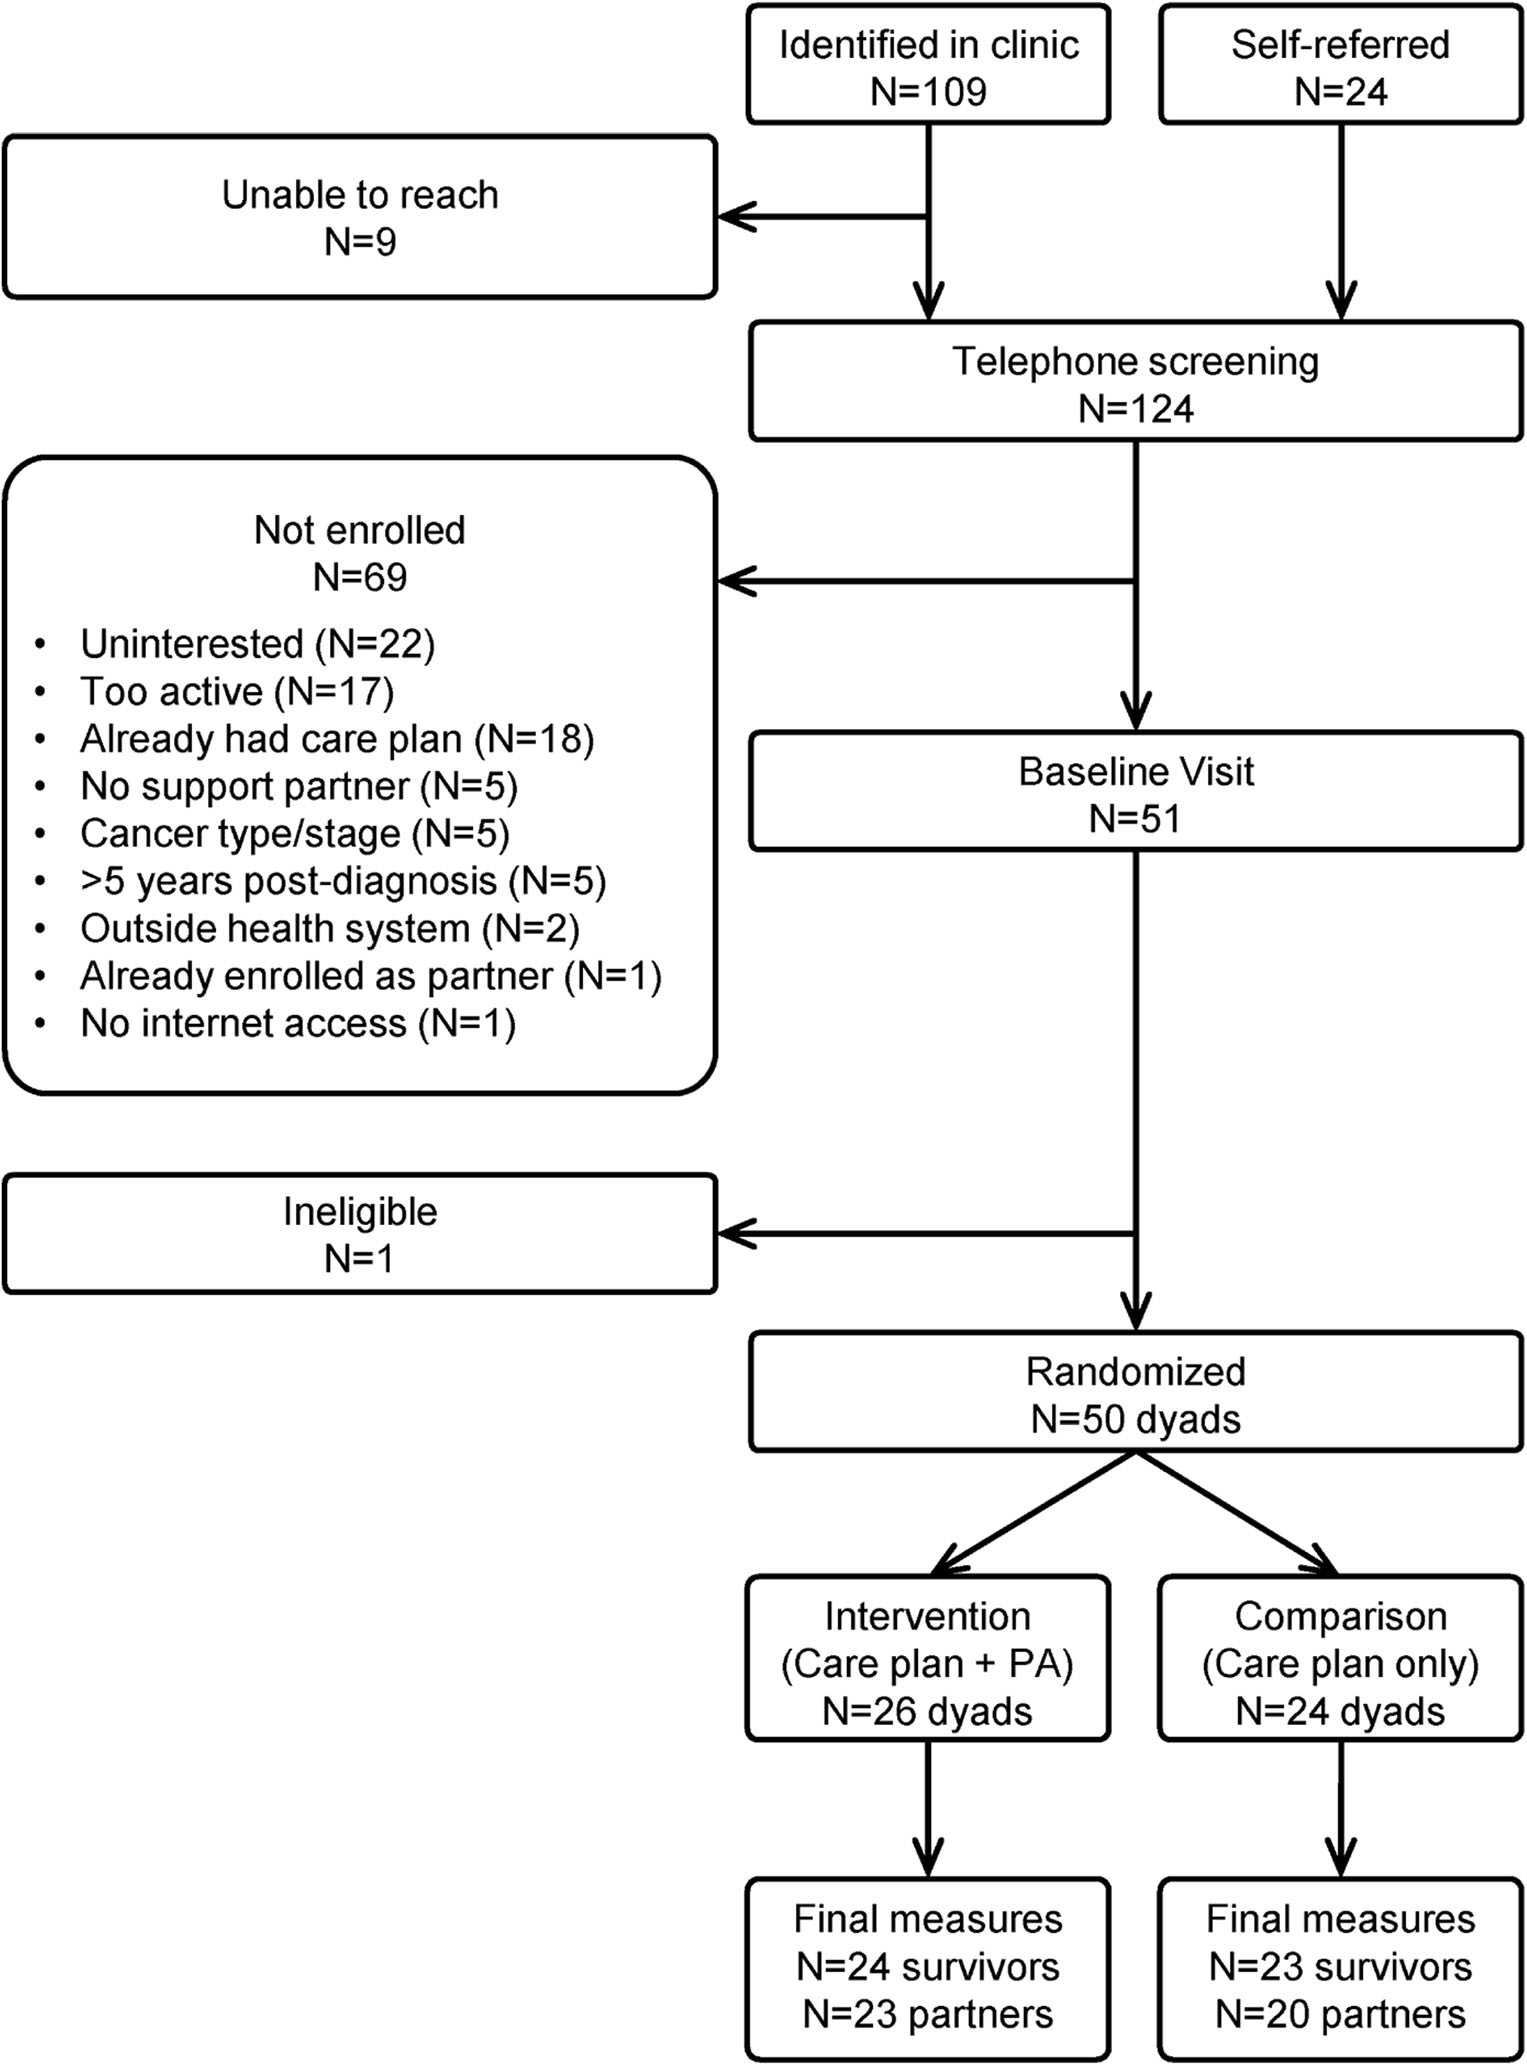 Identified in clinic
N=109
Self-referred
N=24
Unable to reach
N=9
Telephone screening
N=124
Not enrolled
N=69
• Uninterested (N=22)
• Too active (N=17)
• Already had care plan (N=18)
• No support partner (N=5)
• Cancer type/stage (N=5)
• >5 years post-diagnosis (N=5)
• Outside health system (N=2)
• Already enrolled as partner (N=1)
• No internet access (N=1)
Baseline Visit
N=51
Ineligible
N=1
Randomized
N=50 dyads
Intervention
(Care plan + PA)
N=26 dyads
Comparison
(Care plan only)
N=24 dyads
Final measures
N=24 survivors
N=23 partners
Final measures
N=23 survivors
N=20 partners